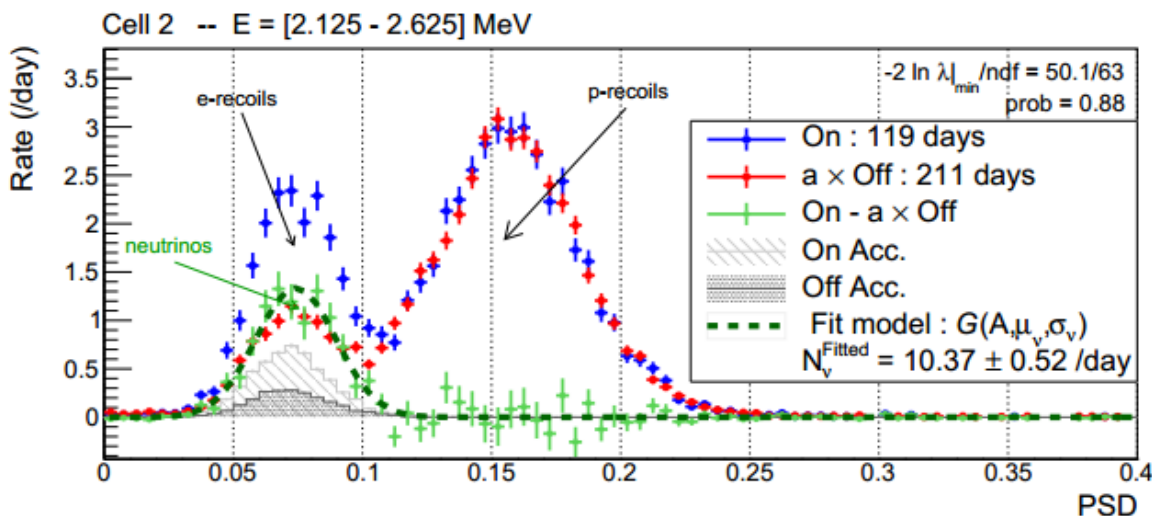 Cell 2 -- E = [2.125 - 2.625] MeV
Rate (/day)
3.5
3
2.5
2
1.5
1
0.5
0
-2 ln λ|min/ndf = 50.1/63
prob = 0.88
e-recoils
p-recoils
neutrinos
On : 119 days
a × Off : 211 days
On - a × Off
On Acc.
Off Acc.
Fit model : G(A,μν,σν)
NνFitted = 10.37 ± 0.52 /day
0 0.05 0.1 0.15 0.2 0.25 0.3 0.35 0.4
PSD